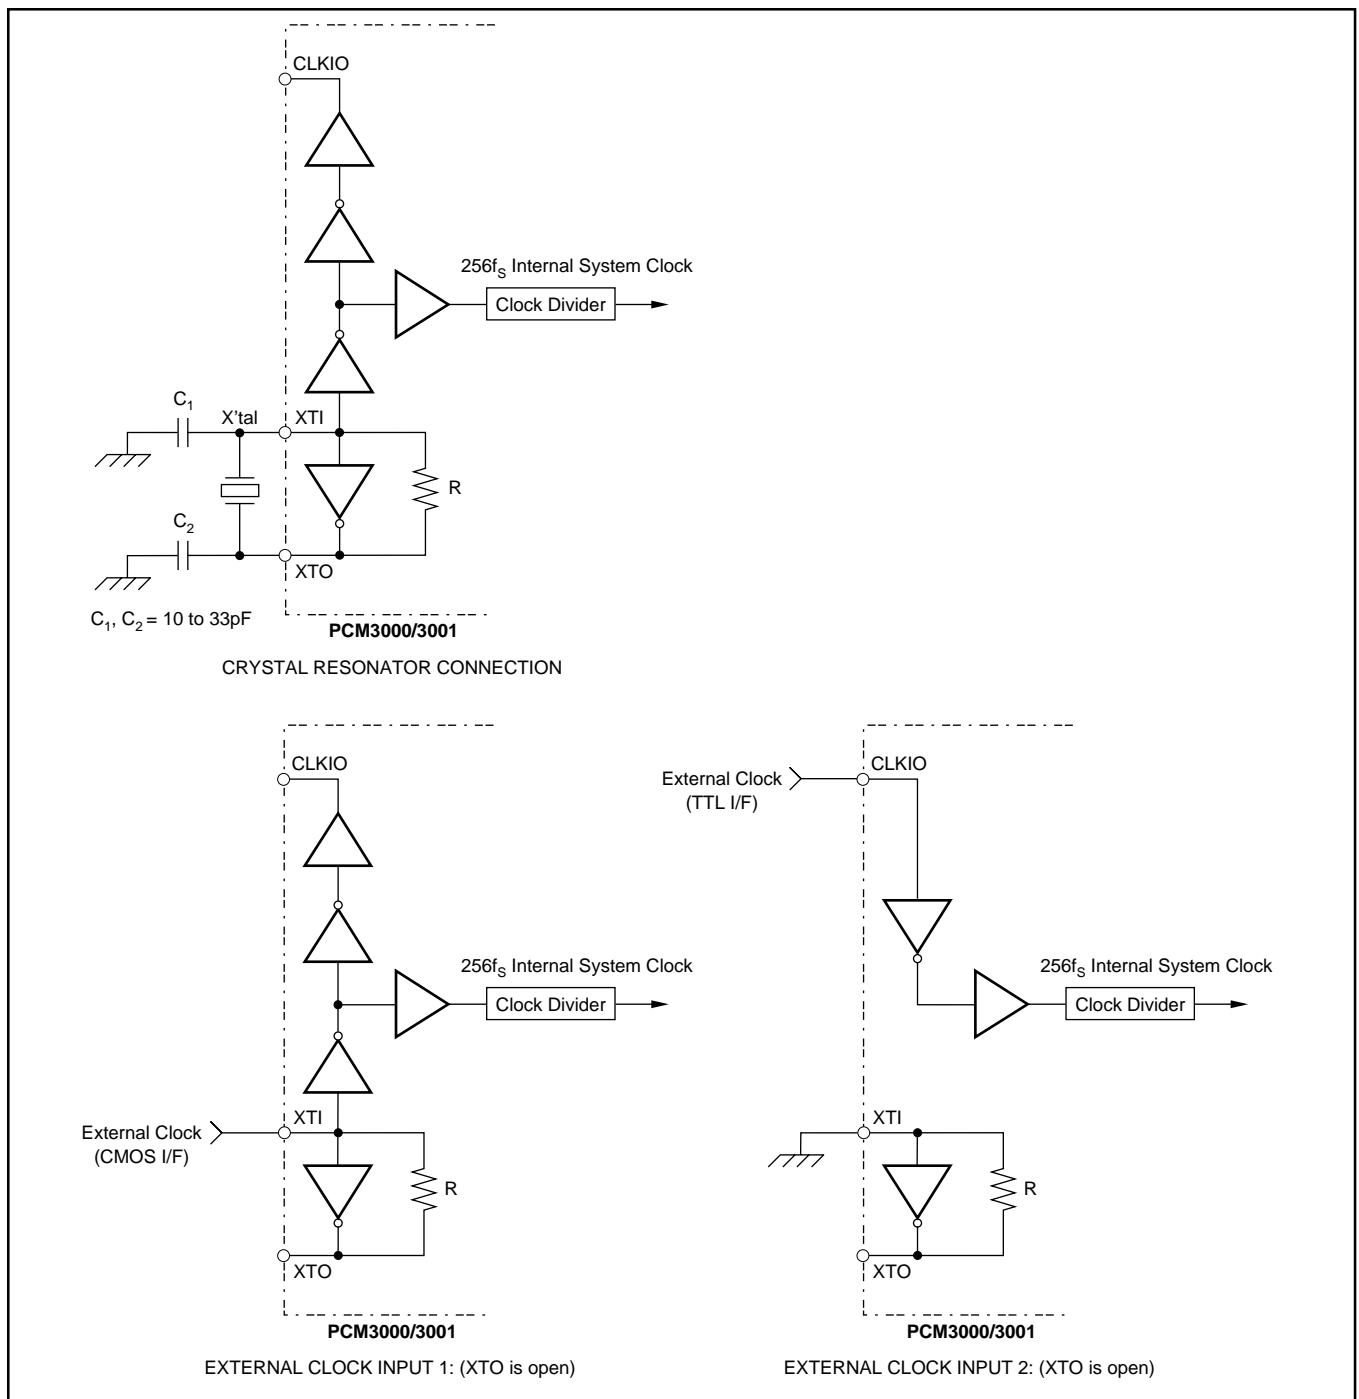 CLKIO
256fS Internal System Clock
Clock Divider
C1
X'tal
XTI
R
C2
XTO
C1, C2 = 10 to 33pF
PCM3000/3001
CRYSTAL RESONATOR CONNECTION
CLKIO
256fS Internal System Clock
Clock Divider
XTI
External Clock
(CMOS I/F)
R
XTO
PCM3000/3001
EXTERNAL CLOCK INPUT 1: (XTO is open)
CLKIO
External Clock
(TTL I/F)
256fS Internal System Clock
Clock Divider
XTI
R
XTO
PCM3000/3001
EXTERNAL CLOCK INPUT 2: (XTO is open)